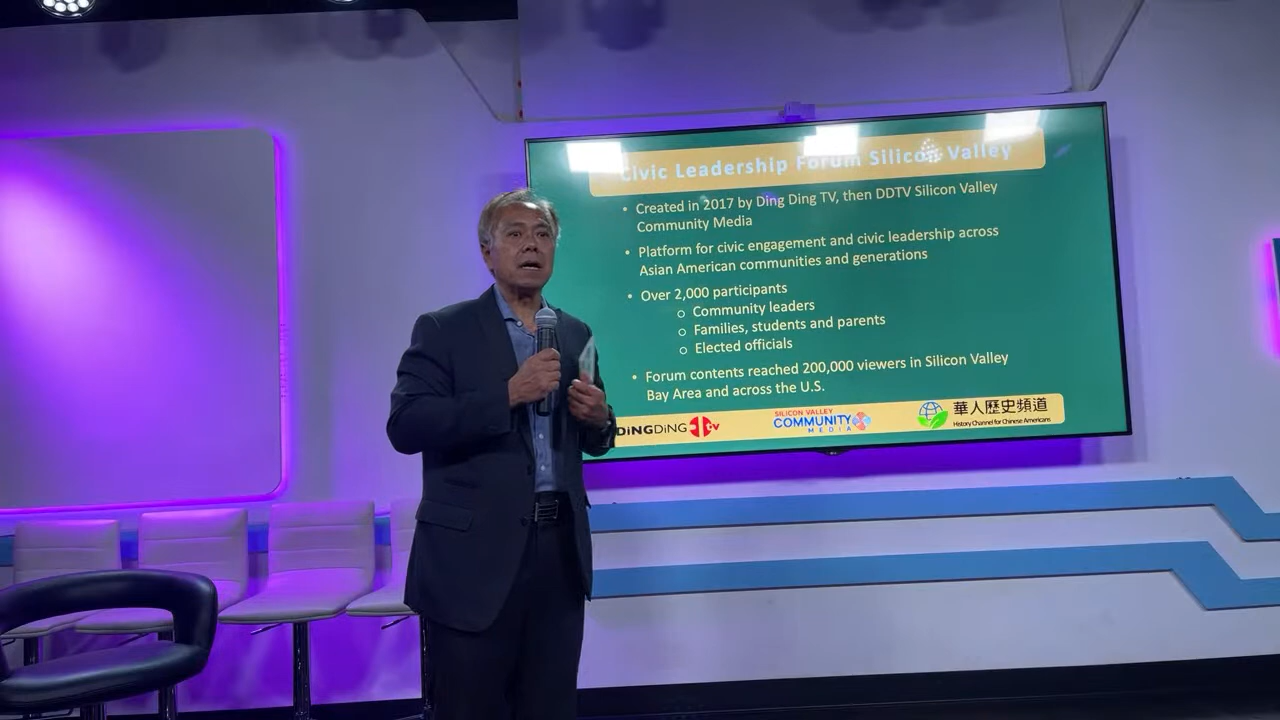 Civic Leadership Forum Silicon Valley
• Created in 2017 by Ding Ding TV, then DDTV Silicon Valley
Community Media
• Platform for civic engagement and civic leadership across
Asian American communities and generations
• Over 2,000 participants
o Community leaders
o Families, students and parents
o Elected officials
• Forum contents reached 200,000 viewers in Silicon Valley
Bay Area and across the U.S.
DiNGDiNG tv
SILICON VALLEY
COMMUNITY
MEDIA
華人歷史頻道
History Channel for Chinese Americans